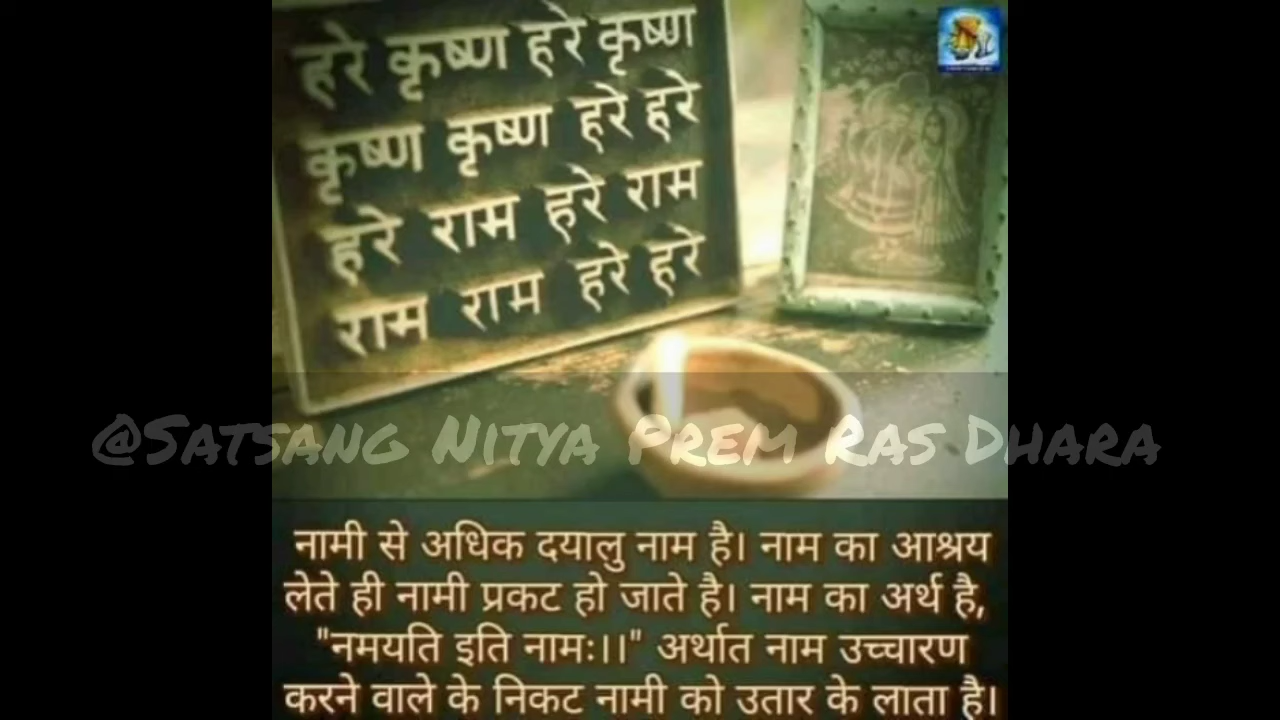 हरे कृष्ण हरे कृष्ण
कृष्ण कृष्ण हरे हरे
हरे राम हरे राम
राम राम हरे हरे
@Satsang Nitya Prem Ras Dhara
नामी से अधिक दयालु नाम है। नाम का आश्रय
लेते ही नामी प्रकट हो जाते है। नाम का अर्थ है,
"नमयति इति नामः।।" अर्थात नाम उच्चारण
करने वाले के निकट नामी को उतार के लाता है।